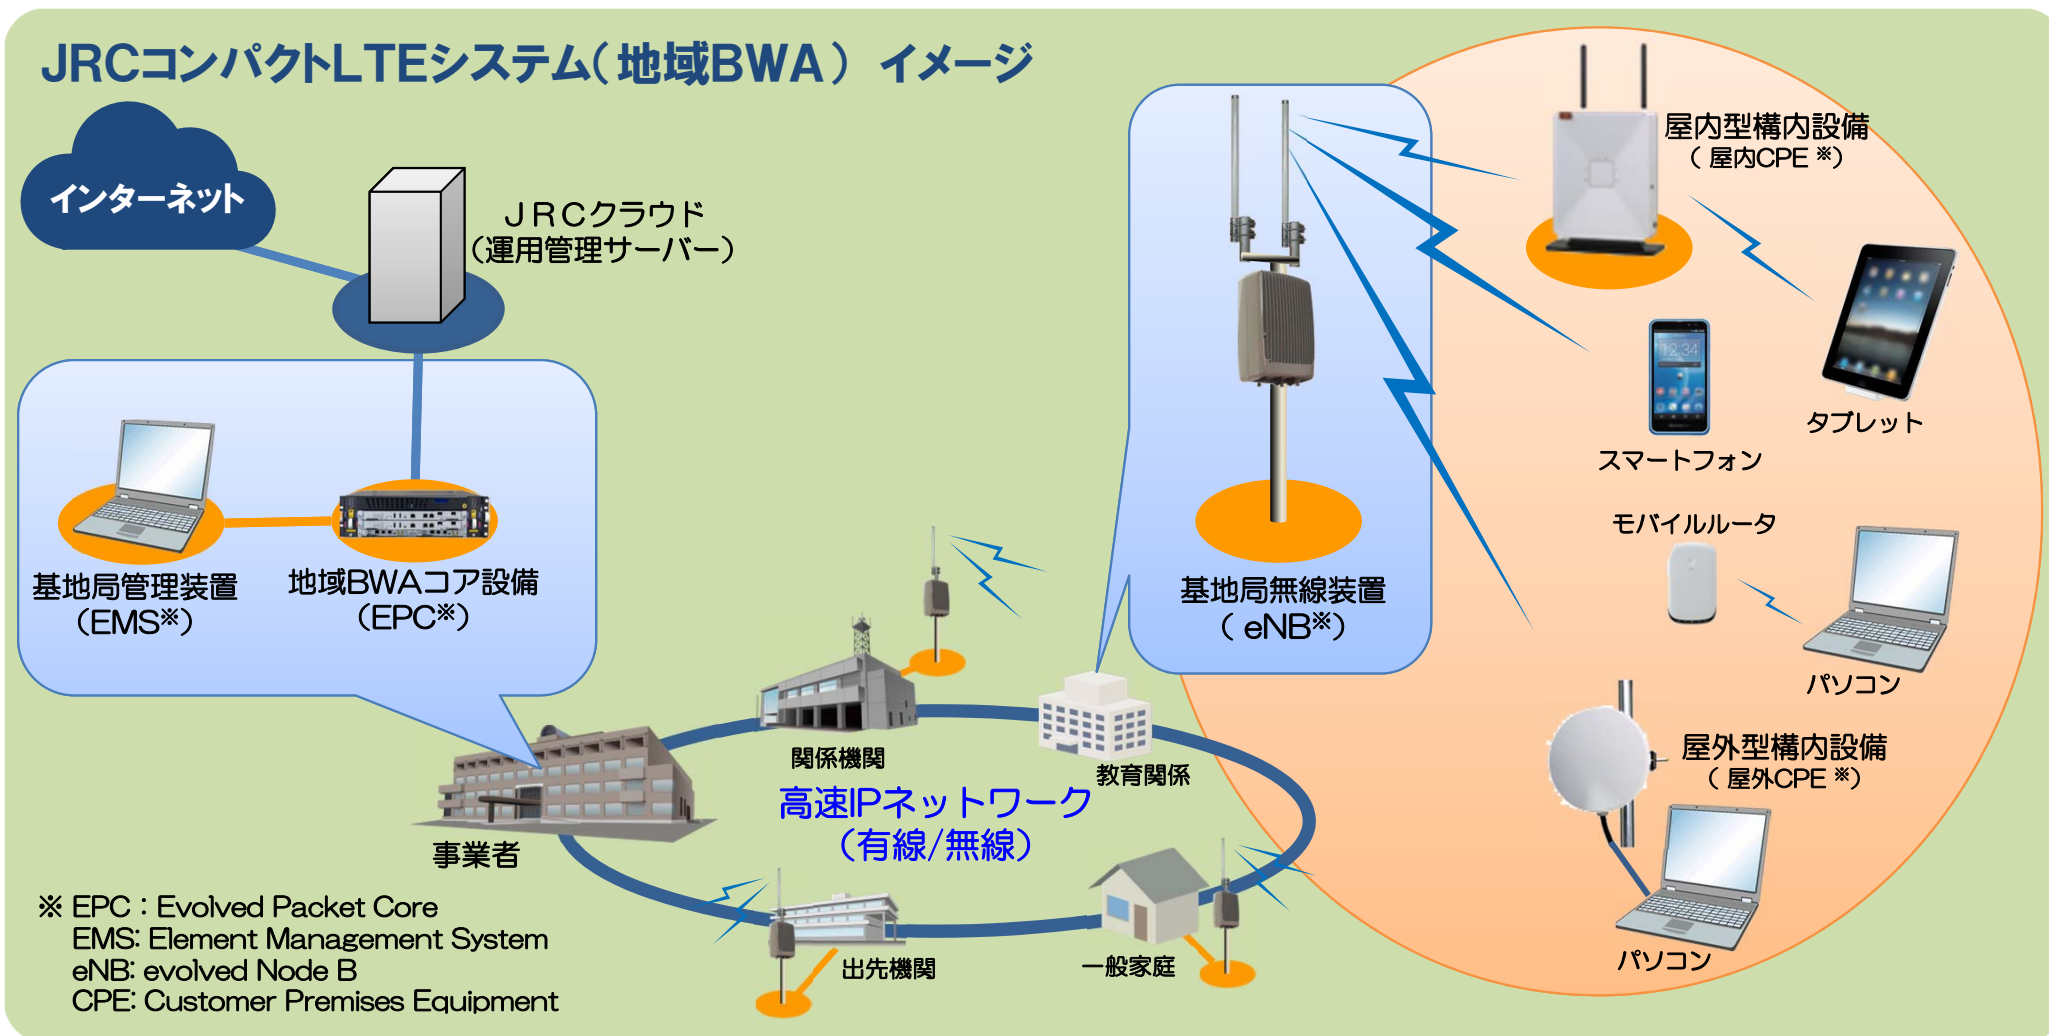 JRCコンパクトLTEシステム(地域BWA) イメージ
インターネット
JRCクラウド
(運用管理サーバー)
基地局管理装置
(EMS※)
地域BWAコア設備
(EPC※)
基地局無線装置
( eNB※)
屋内型構内設備
( 屋内CPE ※)
タブレット
スマートフォン
モバイルルータ
パソコン
屋外型構内設備
( 屋外CPE ※)
パソコン
関係機関
教育関係
高速IPネットワーク
(有線/無線)
事業者
出先機関
一般家庭
※ EPC : Evolved Packet Core
EMS: Element Management System
eNB: evolved Node B
CPE: Customer Premises Equipment
12:34